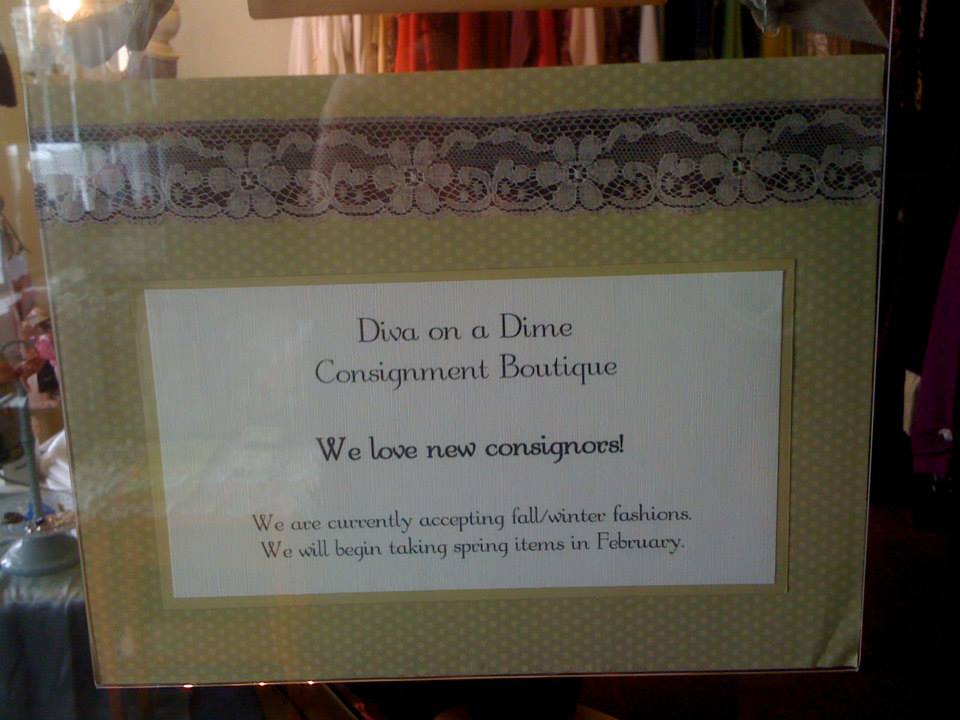 Diva on a Dime
Consignment Boutique
We love new consignors!
We are currently accepting fall/winter fashions.
We will begin taking spring items in February.